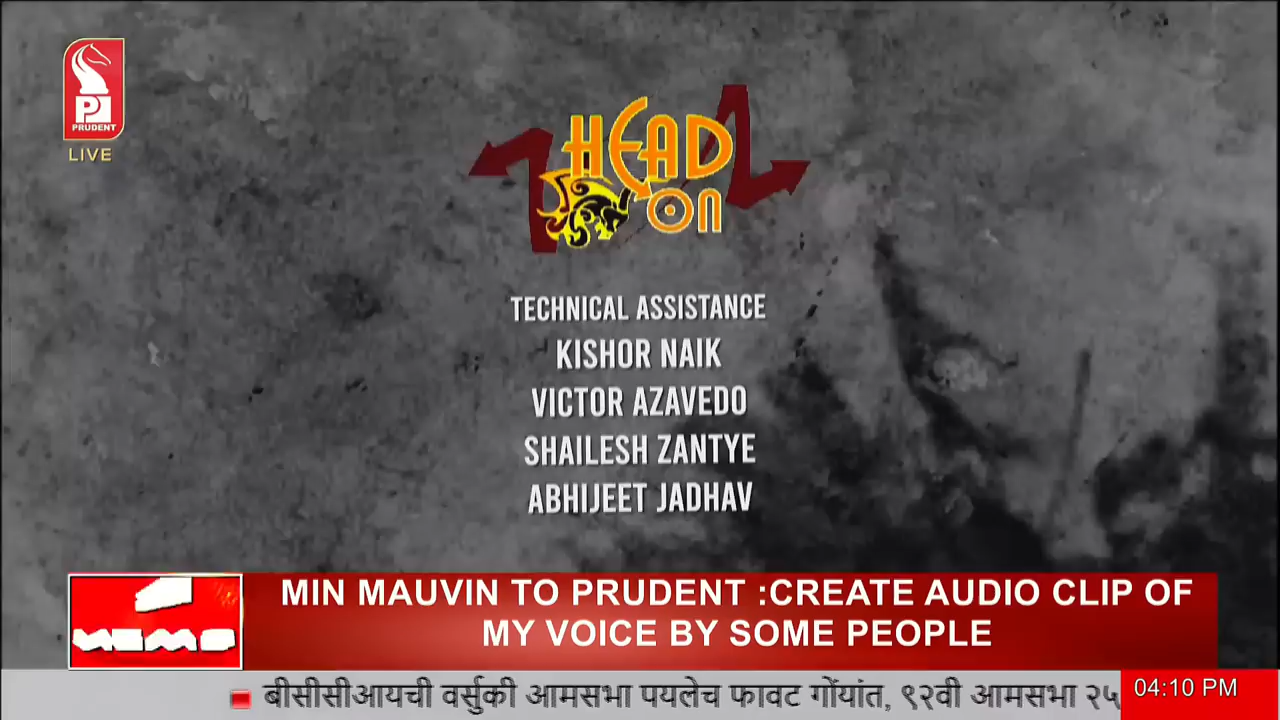 PRUDENT
LIVE
HEAD
ON
TECHNICAL ASSISTANCE
KISHOR NAIK
VICTOR AZAVEDO
SHAILESH ZANTYE
ABHIJEET JADHAV
MIN MAUVIN TO PRUDENT :CREATE AUDIO CLIP OF
MY VOICE BY SOME PEOPLE
बीसीसीआयची वर्सुकी आमसभा पयलेच फावट गोंयांत, ९२वी आमसभा २५
04:10 PM